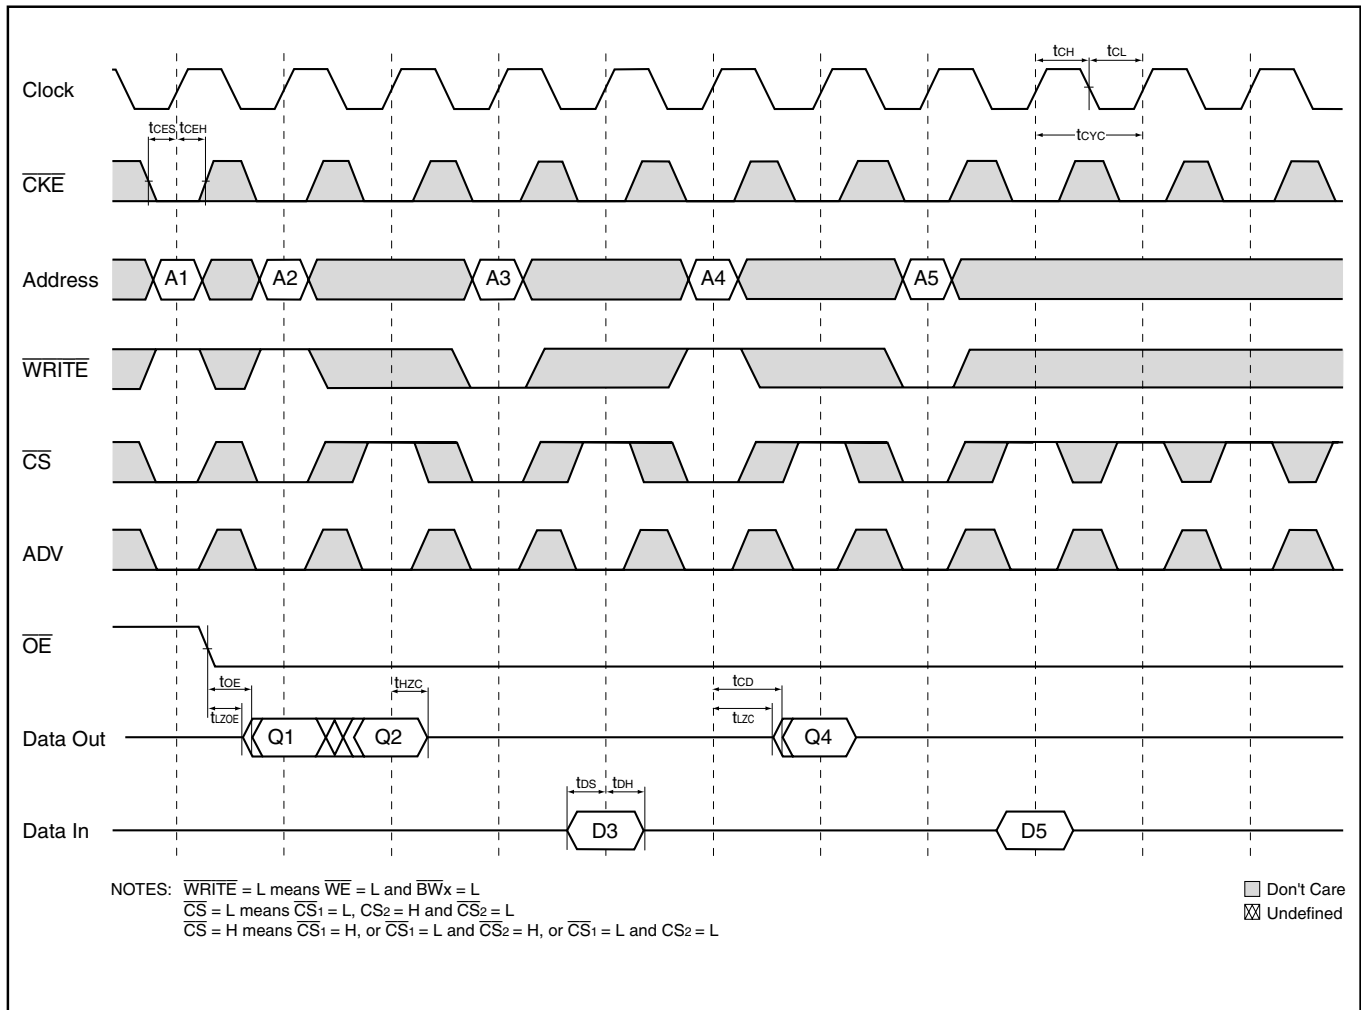 tCH tCL
Clock
tCES tCEH
tCYC
CKE
Address A1 A2 A3 A4 A5
WRITE
CS
ADV
OE
tOE tHZC tCD
tLZOE tLZC
Data Out Q1 Q2 Q4
tDS tDH
Data In D3 D5
NOTES: WRITE = L means WE = L and BWx = L
CS = L means CS1 = L, CS2 = H and CS2 = L
CS = H means CS1 = H, or CS1 = L and CS2 = H, or CS1 = L and CS2 = L
Don't Care
Undefined